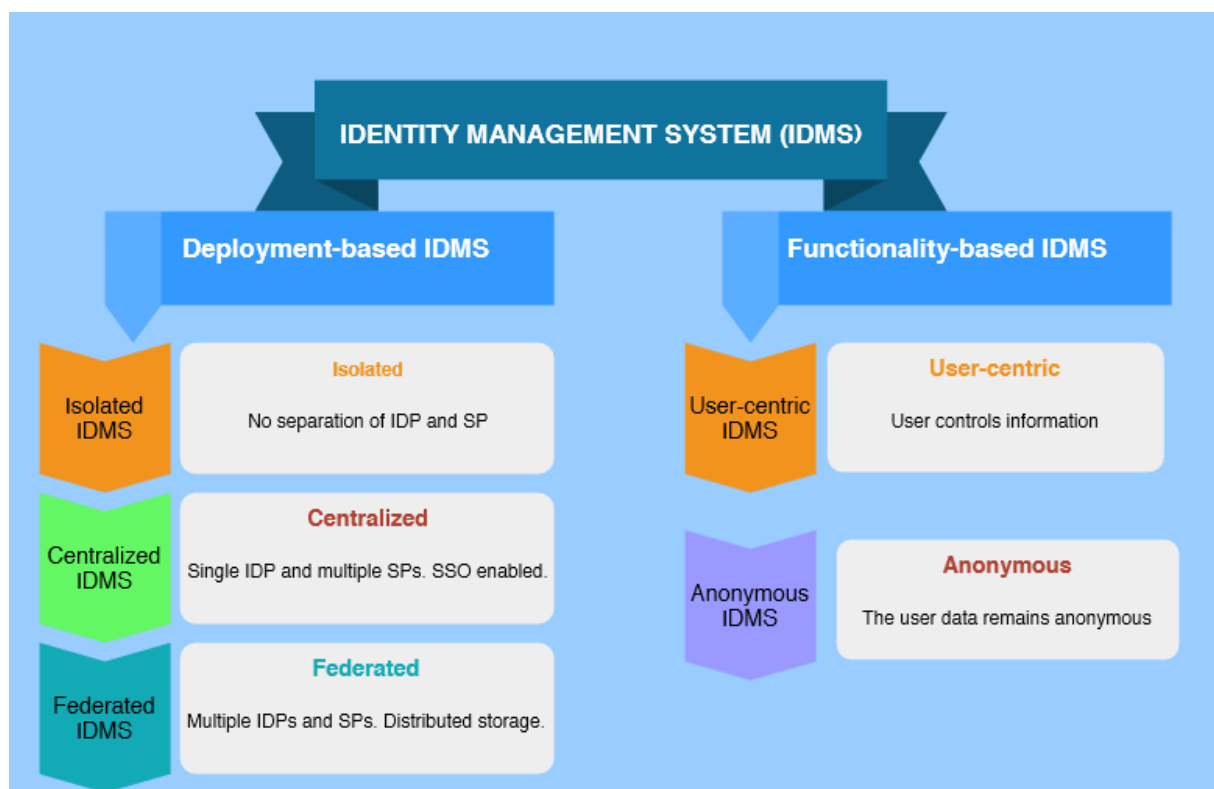 IDENTITY MANAGEMENT SYSTEM (IDMS)
Deployment-based IDMS
Isolated
IDMS
Isolated
No separation of IDP and SP
Centralized
IDMS
Centralized
Single IDP and multiple SPs. SSO enabled.
Federated
IDMS
Federated
Multiple IDPs and SPs. Distributed storage.
Functionality-based IDMS
User-centric
IDMS
User-centric
User controls information
Anonymous
IDMS
Anonymous
The user data remains anonymous